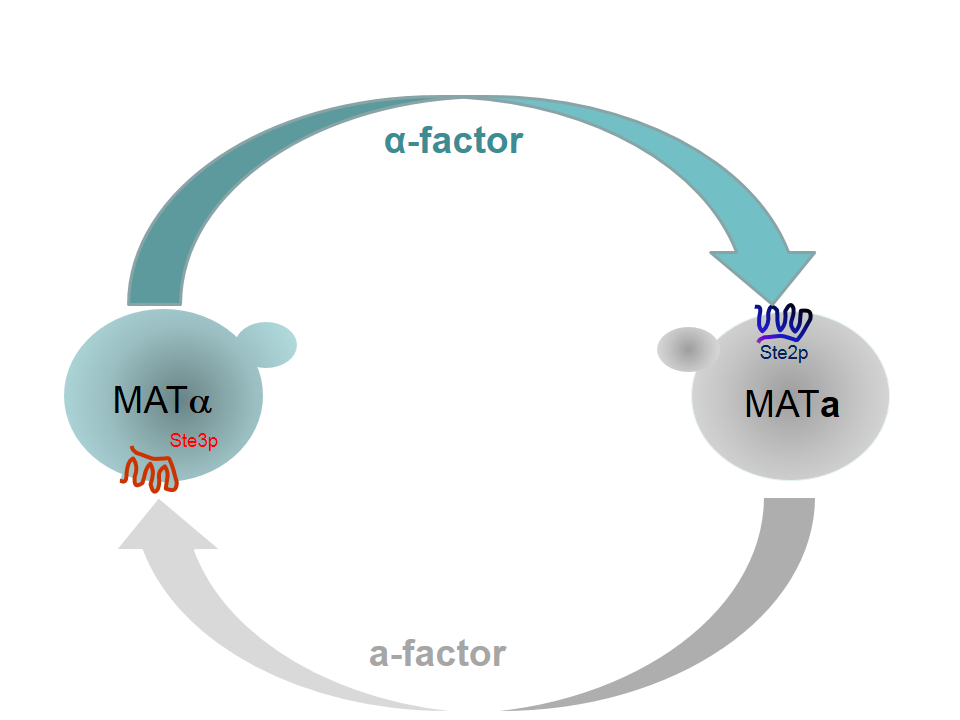 α-factor
Ste2p
MATα
MATa
Ste3p
a-factor